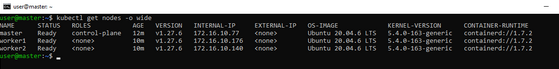 user@master:~$ kubectl get nodes -o wide
NAME STATUS ROLES AGE VERSION INTERNAL-IP EXTERNAL-IP OS-IMAGE KERNEL-VERSION CONTAINER-RUNTIME
master Ready control-plane 12m v1.27.6 172.16.10.77 <none> Ubuntu 20.04.6 LTS 5.4.0-163-generic containerd://1.7.2
worker1 Ready <none> 10m v1.27.6 172.16.10.176 <none> Ubuntu 20.04.6 LTS 5.4.0-163-generic containerd://1.7.2
worker2 Ready <none> 10m v1.27.6 172.16.10.140 <none> Ubuntu 20.04.6 LTS 5.4.0-163-generic containerd://1.7.2
user@master:~$